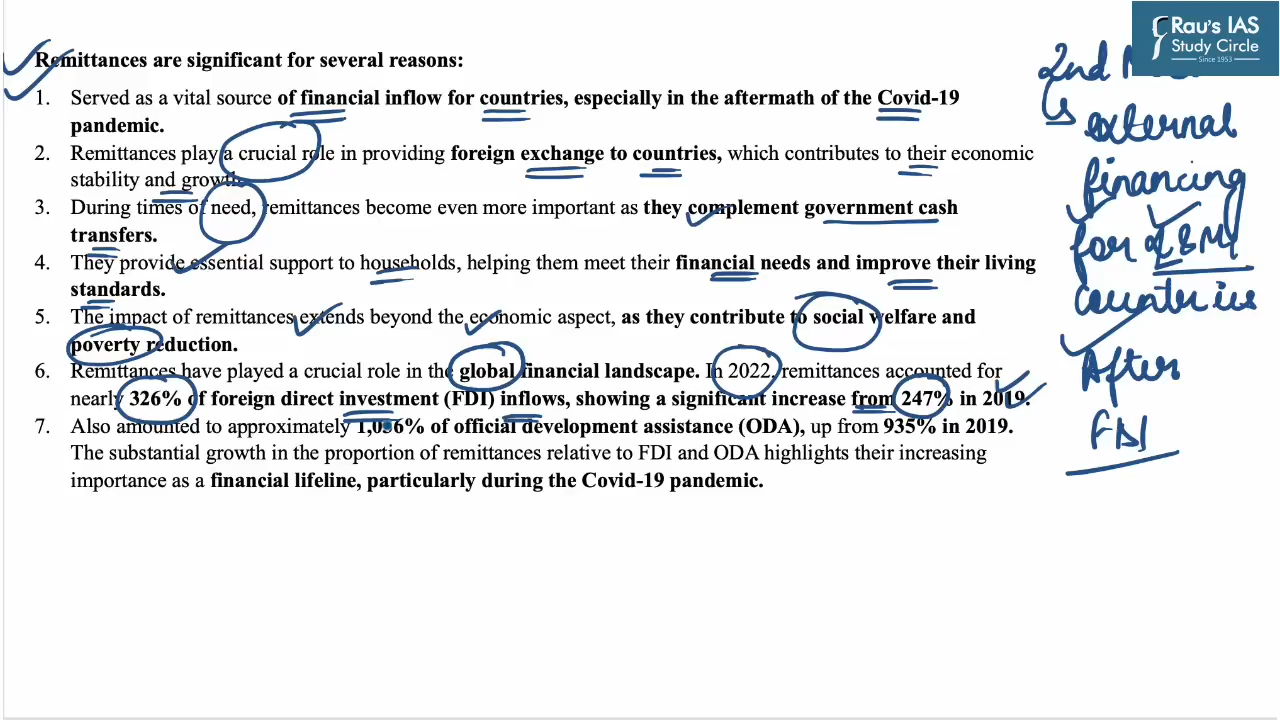 Rau's IAS
Study Circle
Since 1953
Remittances are significant for several reasons:
1. Served as a vital source of financial inflow for countries, especially in the aftermath of the Covid-19
pandemic.
2. Remittances play a crucial role in providing foreign exchange to countries, which contributes to their economic
stability and growth.
3. During times of need, remittances become even more important as they complement government cash
transfers.
4. They provide essential support to households, helping them meet their financial needs and improve their living
standards.
5. The impact of remittances extends beyond the economic aspect, as they contribute to social welfare and
poverty reduction.
6. Remittances have played a crucial role in the global financial landscape. In 2022, remittances accounted for
nearly 326% of foreign direct investment (FDI) inflows, showing a significant increase from 247% in 2019.
7. Also amounted to approximately of official development assistance (ODA), up from 935% in 2019.
The substantial growth in the proportion of remittances relative to FDI and ODA highlights their increasing
importance as a financial lifeline, particularly during the Covid-19 pandemic.
2nd
external
financing
for L&MI
countries
After
FDI